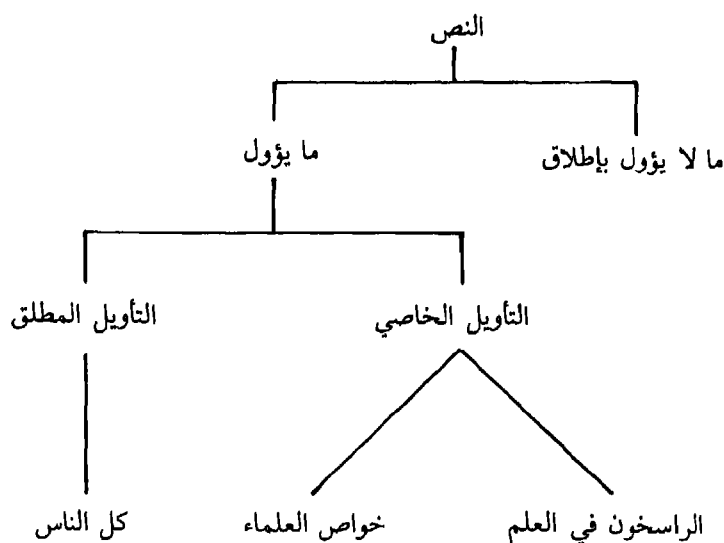 النص
ما لا يؤول بإطلاق
ما يؤول
التأويل الخاصي
التأويل المطلق
الراسخون في العلم
خواص العلماء
كل الناس